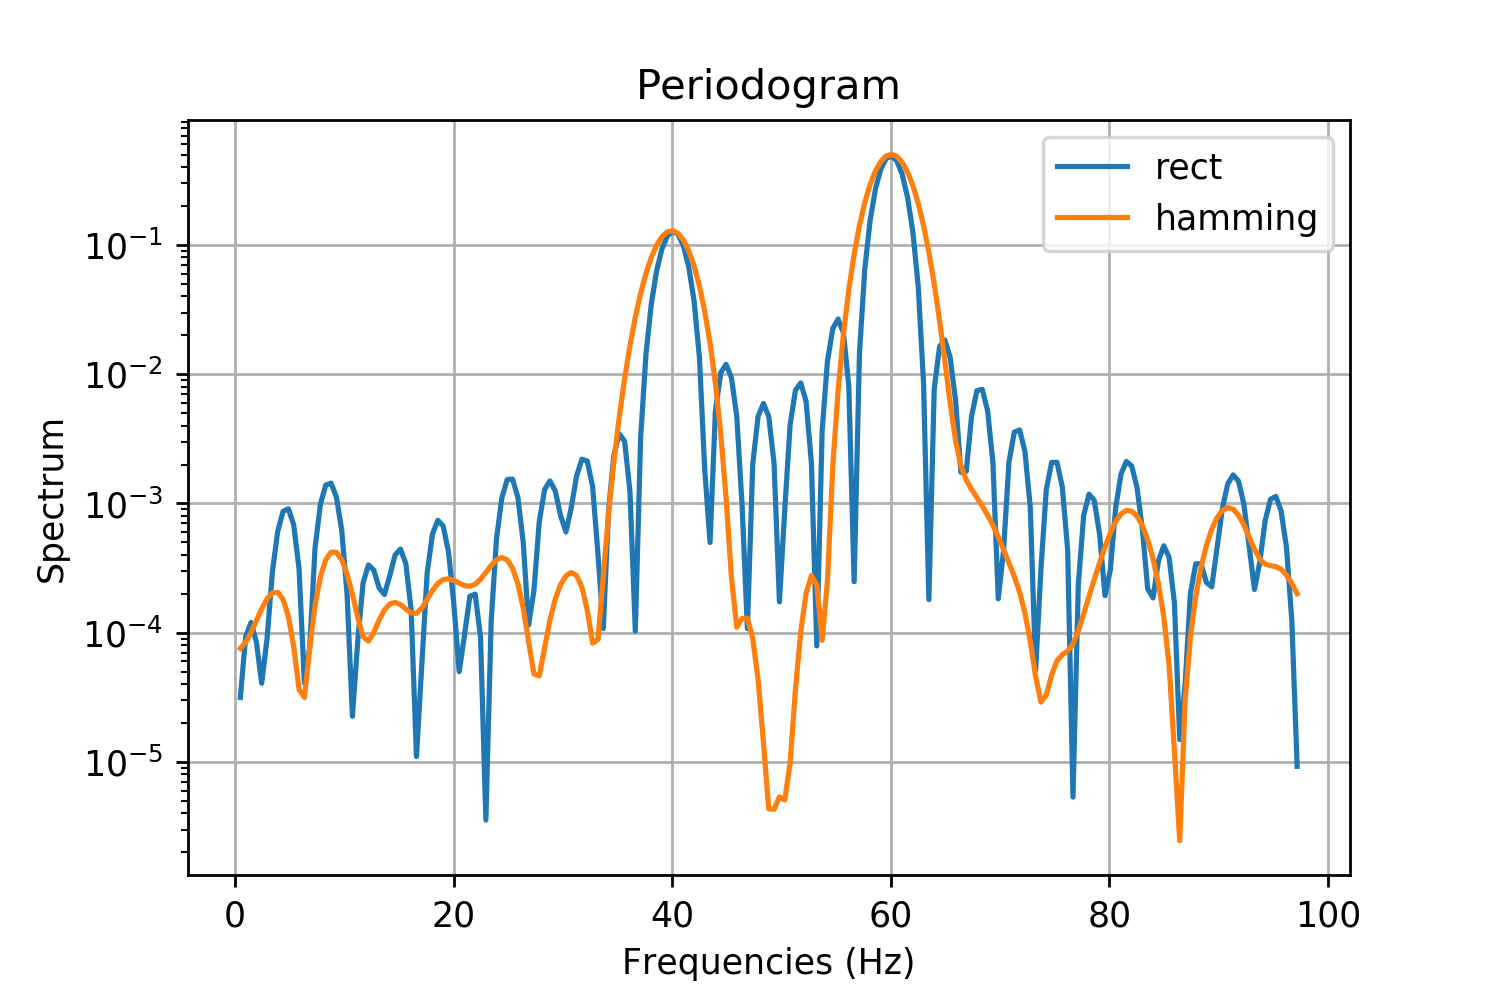 Periodogram
rect
hamming
Spectrum
10⁻¹
10⁻²
10⁻³
10⁻⁴
10⁻⁵
0 20 40 60 80 100
Frequencies (Hz)